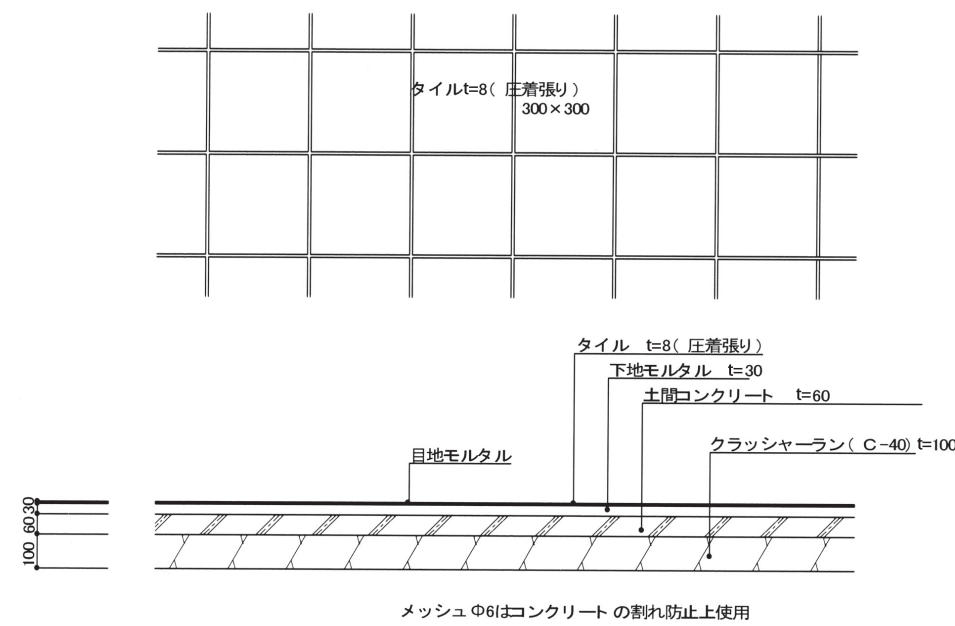 タイルt=8( 圧着張り)
300×300
タイル t=8( 圧着張り)
下地モルタル t=30
土間コンクリート t=60
クラッシャーラン( C-40) t=100
目地モルタル
30
60
100
メッシュΦ6はコンクリートの割れ防止上使用